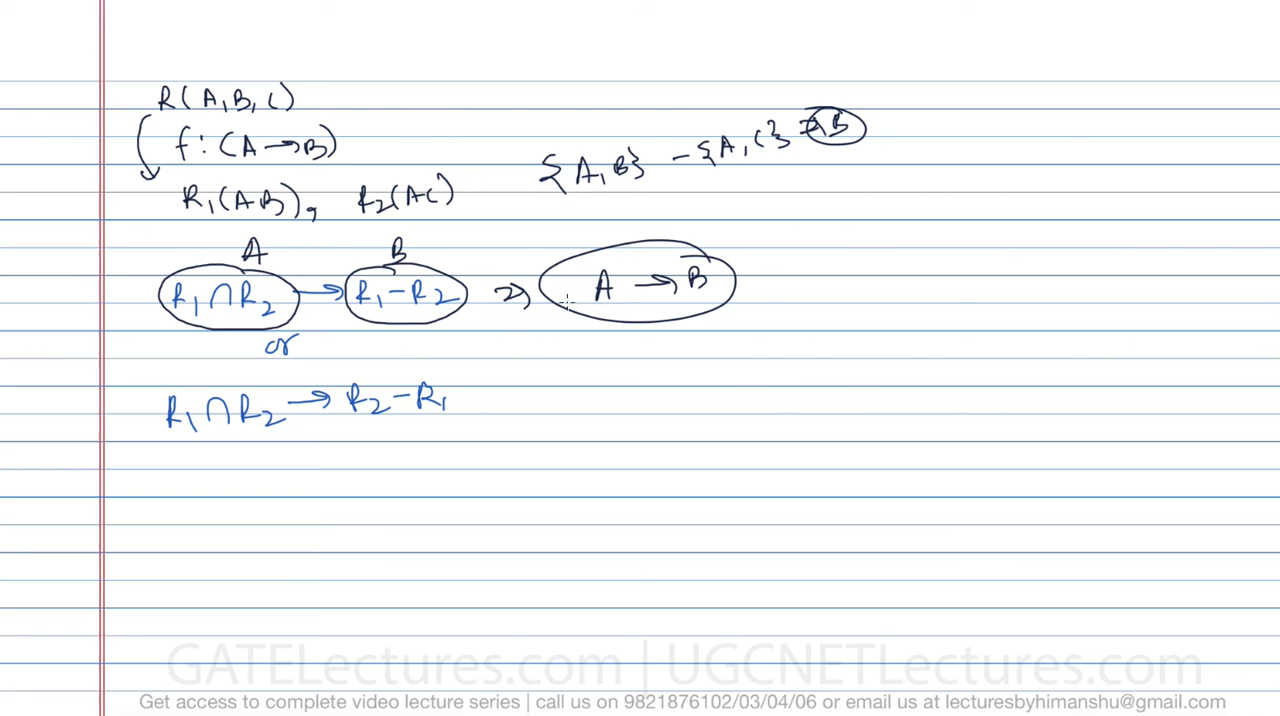 R(A,B,C)
f: (A→B)
{A,B} - {A,C} = B
R₁(AB), R₂(AC)
A B
R₁∩R₂ → R₁-R₂ ⇒ A → B
or
R₁∩R₂ → R₂-R₁
GATELectures.com | UGCNETLectures.com
Get access to complete video lecture series | call us on 9821876102/03/04/06 or email us at lecturesbyhimanshu@gmail.com